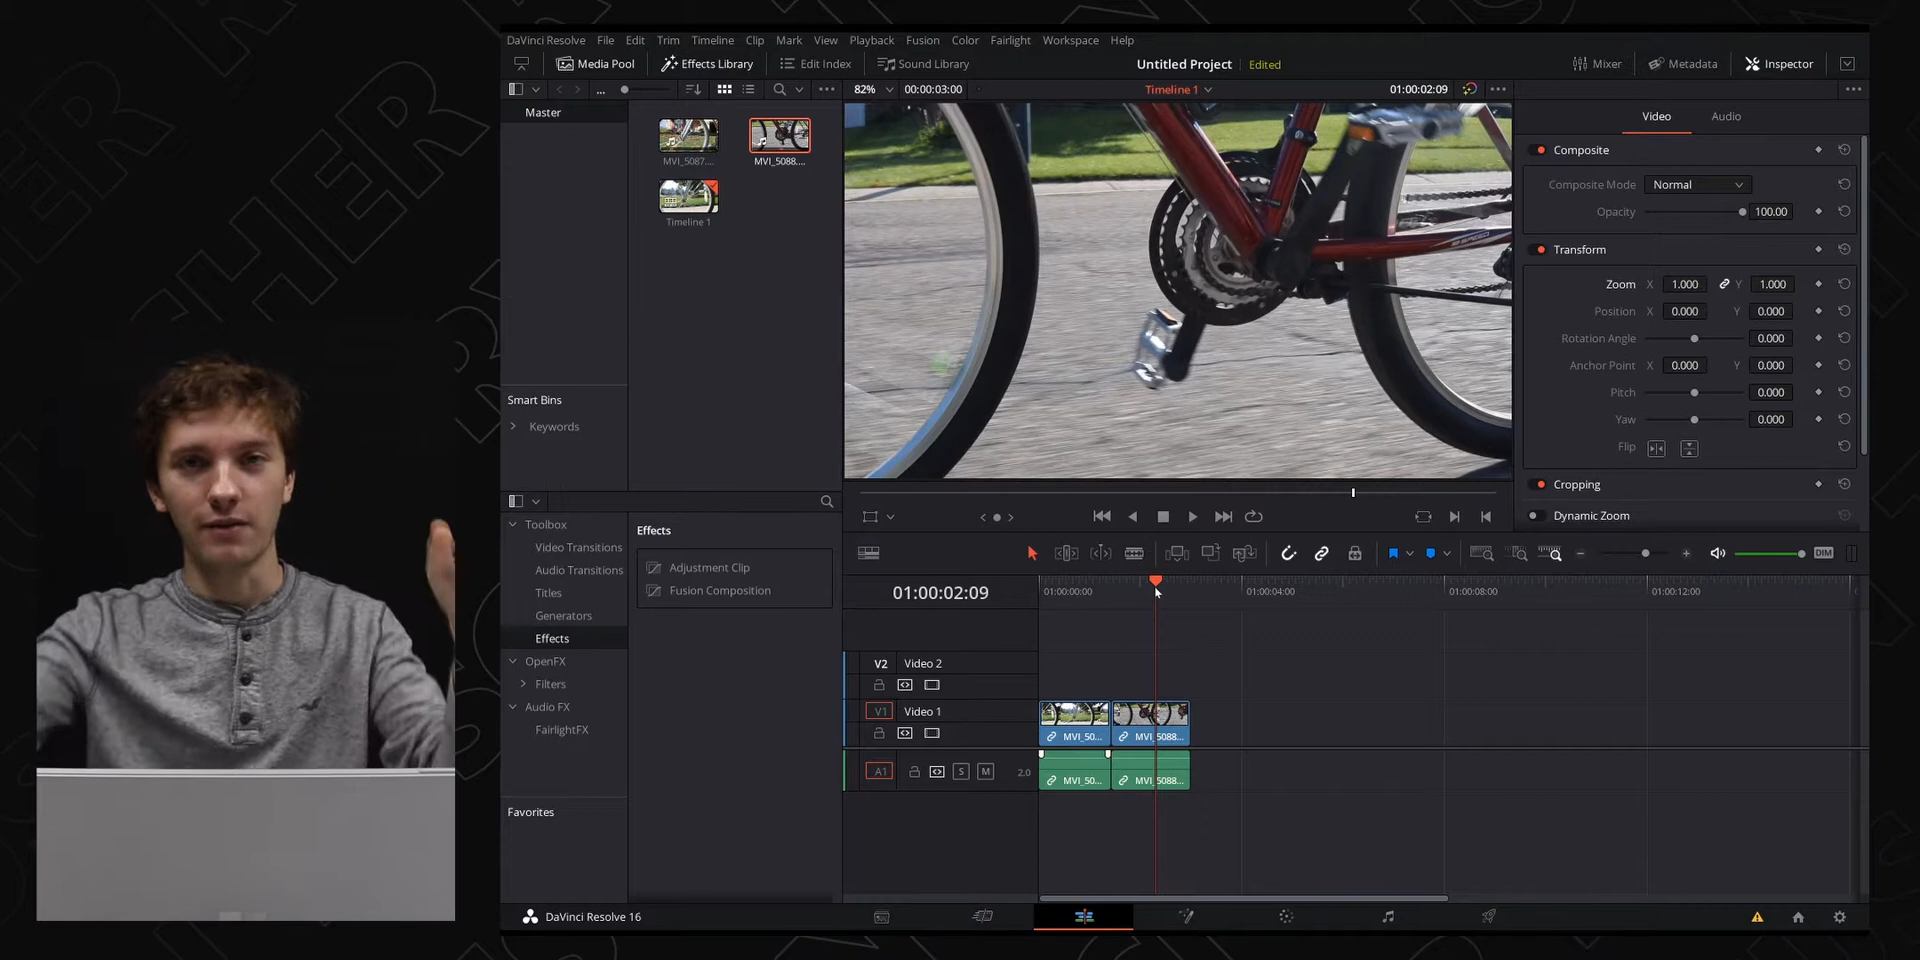 DaVinci Resolve File Edit Trim Timeline Clip Mark View Playback Fusion Color Fairlight Workspace Help
Media Pool Effects Library Edit Index Sound Library Untitled Project Edited Mixer Metadata Inspector
... 82% 00:00:03:00 Timeline 1 01:00:02:09
Master
MVI_5087.... MVI_5088....
Timeline 1
Smart Bins
Keywords
Video Audio
Composite
Composite Mode Normal
Opacity 100.00
Transform
Zoom X 1.000 Y 1.000
Position X 0.000 Y 0.000
Rotation Angle 0.000
Anchor Point X 0.000 Y 0.000
Pitch 0.000
Yaw 0.000
Flip
Cropping
Dynamic Zoom
Toolbox
Video Transitions
Audio Transitions
Titles
Generators
Effects
OpenFX
Filters
Audio FX
FairlightFX
Favorites
Effects
Adjustment Clip
Fusion Composition
DIM
01:00:02:09 01:00:00:00 01:00:04:00 01:00:08:00 01:00:12:00
V2 Video 2
V1 Video 1
MVI_50... MVI_5088...
A1 S M 2.0
MVI_50... MVI_5088...
DaVinci Resolve 16